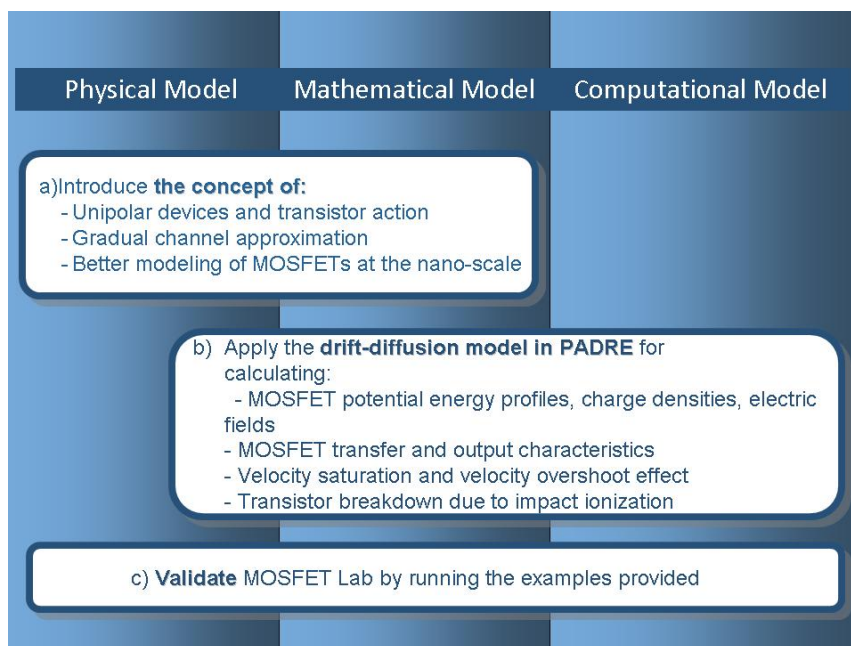 Physical Model
Mathematical Model
Computational Model
a)Introduce the concept of:
- Unipolar devices and transistor action
- Gradual channel approximation
- Better modeling of MOSFETs at the nano-scale
b) Apply the drift-diffusion model in PADRE for
calculating:
- MOSFET potential energy profiles, charge densities, electric
fields
- MOSFET transfer and output characteristics
- Velocity saturation and velocity overshoot effect
- Transistor breakdown due to impact ionization
c) Validate MOSFET Lab by running the examples provided